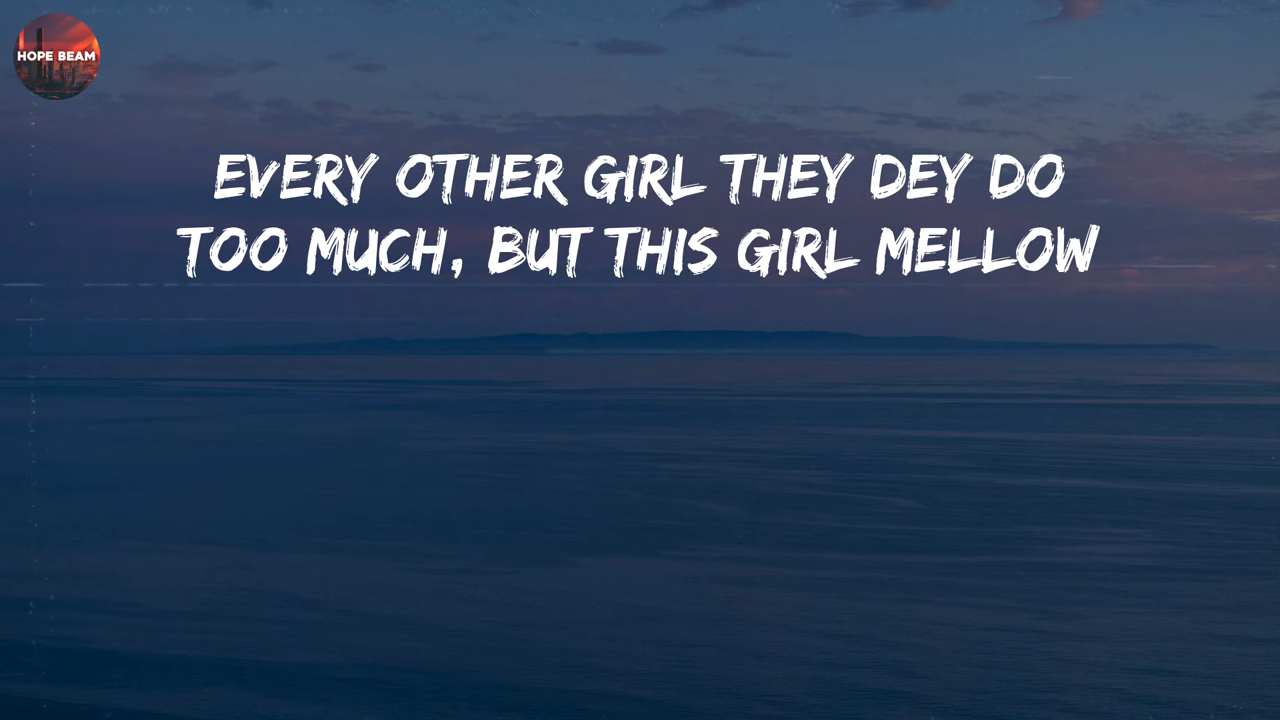 HOPE BEAM
EVERY OTHER GIRL THEY DEY DO
TOO MUCH, BUT THIS GIRL MELLOW